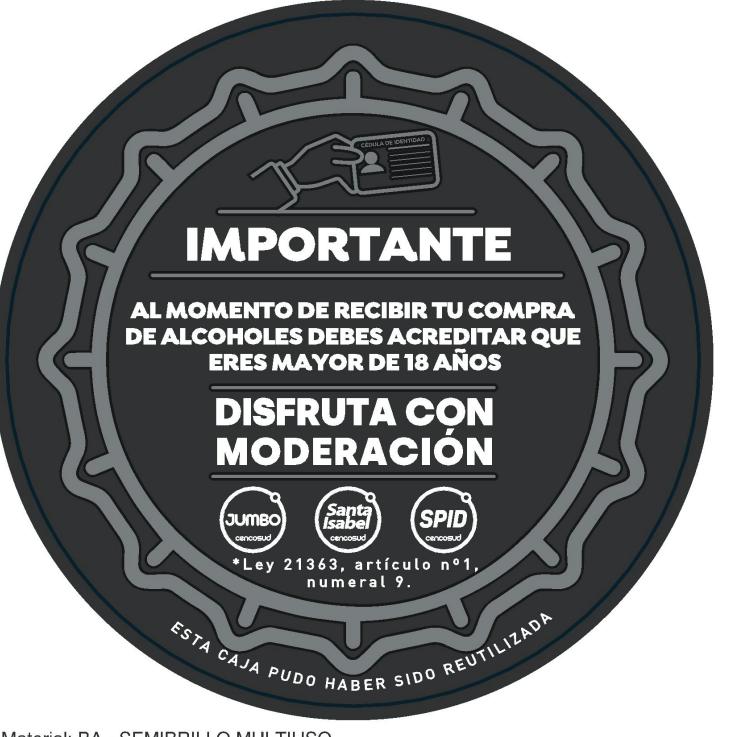 CÉDULA DE IDENTIDAD
IMPORTANTE
AL MOMENTO DE RECIBIR TU COMPRA
DE ALCOHOLES DEBES ACREDITAR QUE
ERES MAYOR DE 18 AÑOS
DISFRUTA CON
MODERACIÓN
JUMBO
cencosud
Santa
Isabel
cencosud
SPID
cencosud
*Ley 21363, artículo nº1,
numeral 9.
ESTA CAJA PUDO HABER SIDO REUTILIZADA